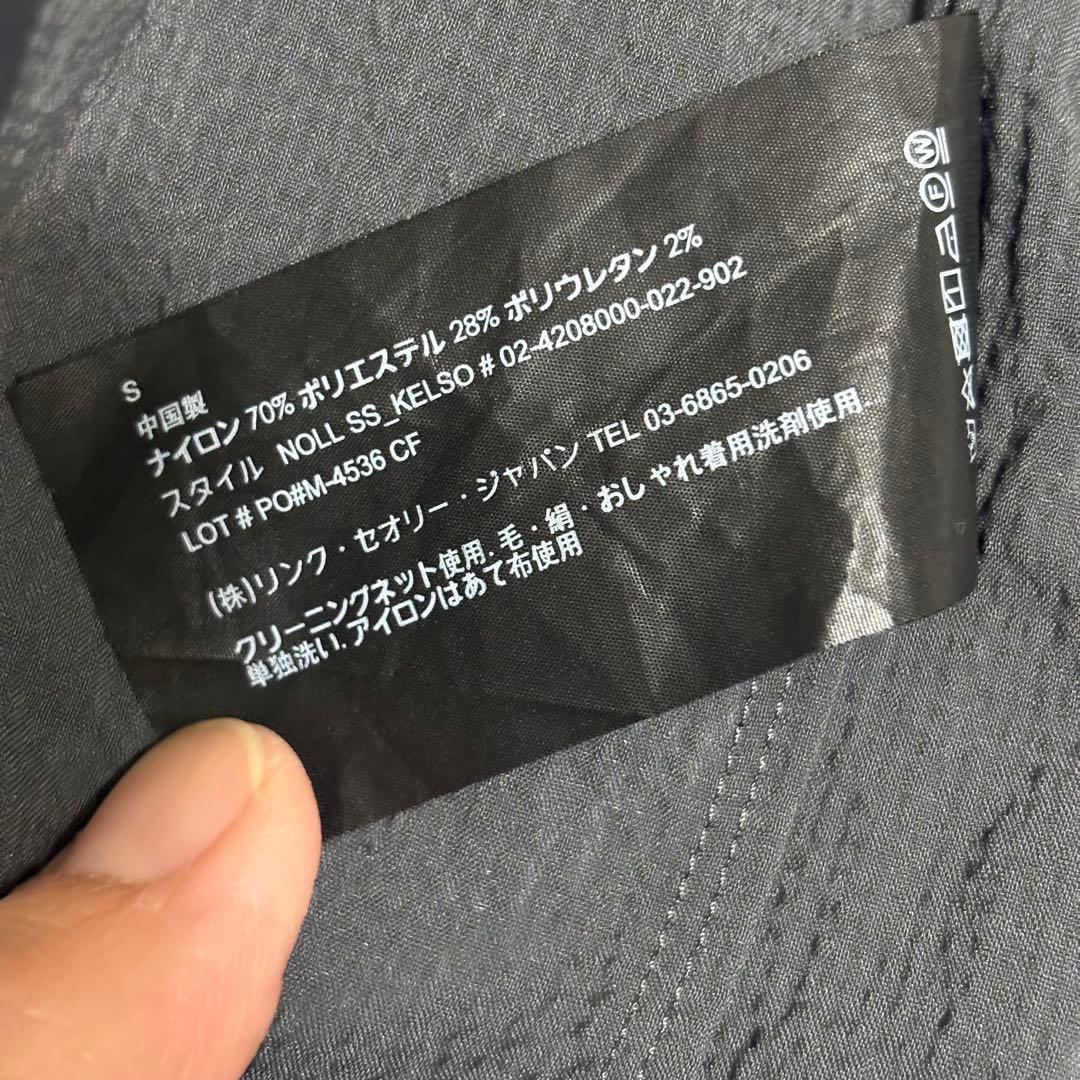 S
中国製
ナイロン 70% ポリエステル 28% ポリウレタン 2%
スタイル NOLL SS_KELSO # 02-4208000-022-902
LOT # PO#M-4536 CF
(株)リンク・セオリー・ジャパン TEL 03-6865-0206
クリーニングネット使用. 毛・絹・おしゃれ着用洗剤使用.
単独洗い. アイロンはあて布使用
W
F